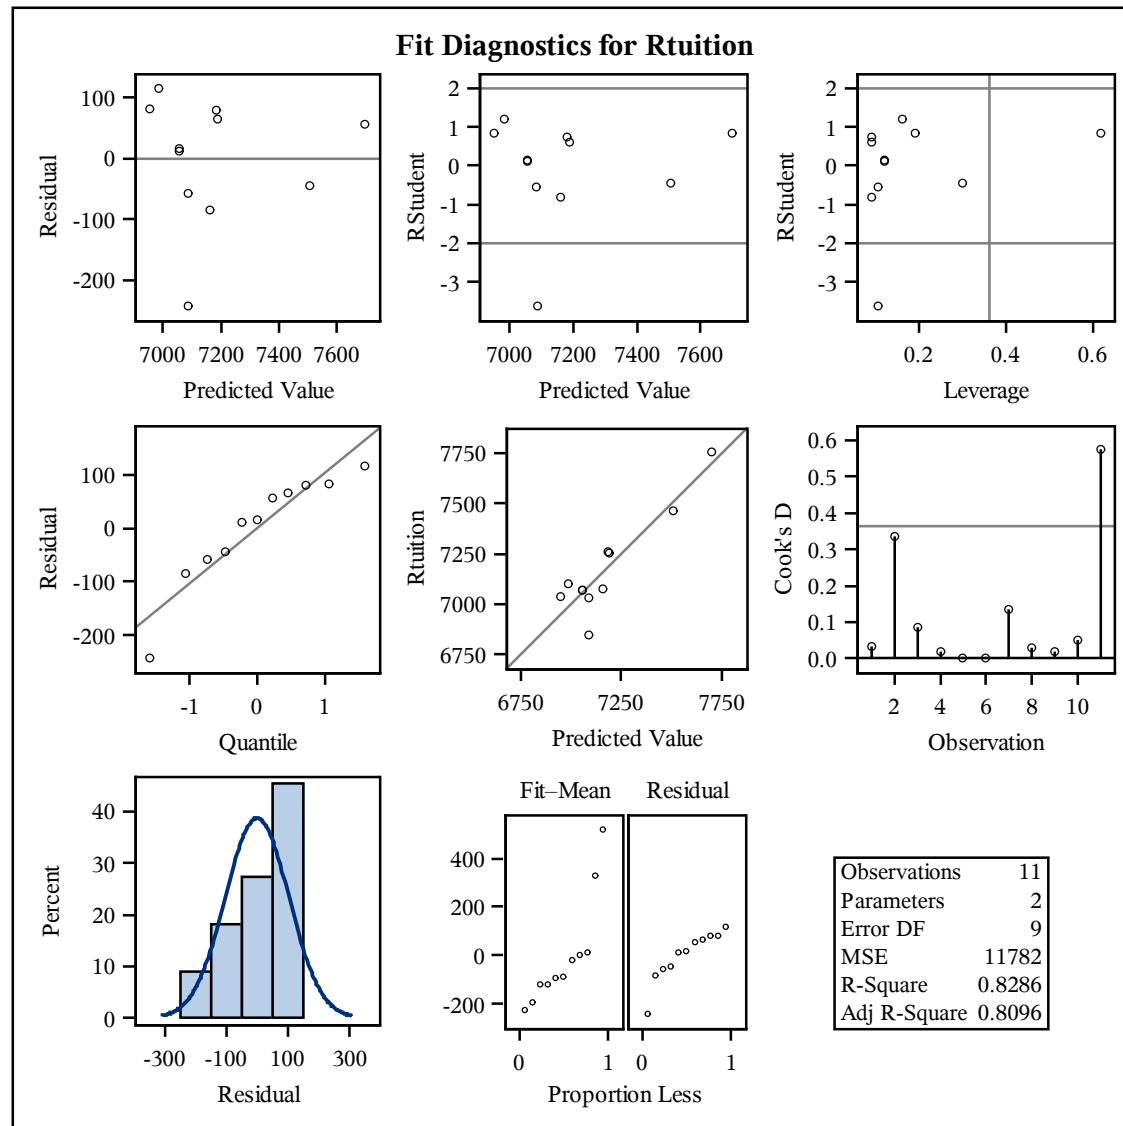 Fit Diagnostics for Rtuition
100
0
-100
-200
Residual
7000 7200 7400 7600
Predicted Value
2
1
0
-1
-2
-3
RStudent
7000 7200 7400 7600
Predicted Value
2
1
0
-1
-2
-3
RStudent
0.2 0.4 0.6
Leverage
100
0
-100
-200
Residual
-1 0 1
Quantile
7750
7500
7250
7000
6750
Rtuition
6750 7250 7750
Predicted Value
0.6
0.5
0.4
0.3
0.2
0.1
0.0
Cook's D
2 4 6 8 10
Observation
40
30
20
10
0
Percent
-300 -100 100 300
Residual
Fit–Mean Residual
400
200
0
-200
0 1 0 1
Proportion Less
Observations 11
Parameters 2
Error DF 9
MSE 11782
R-Square 0.8286
Adj R-Square 0.8096